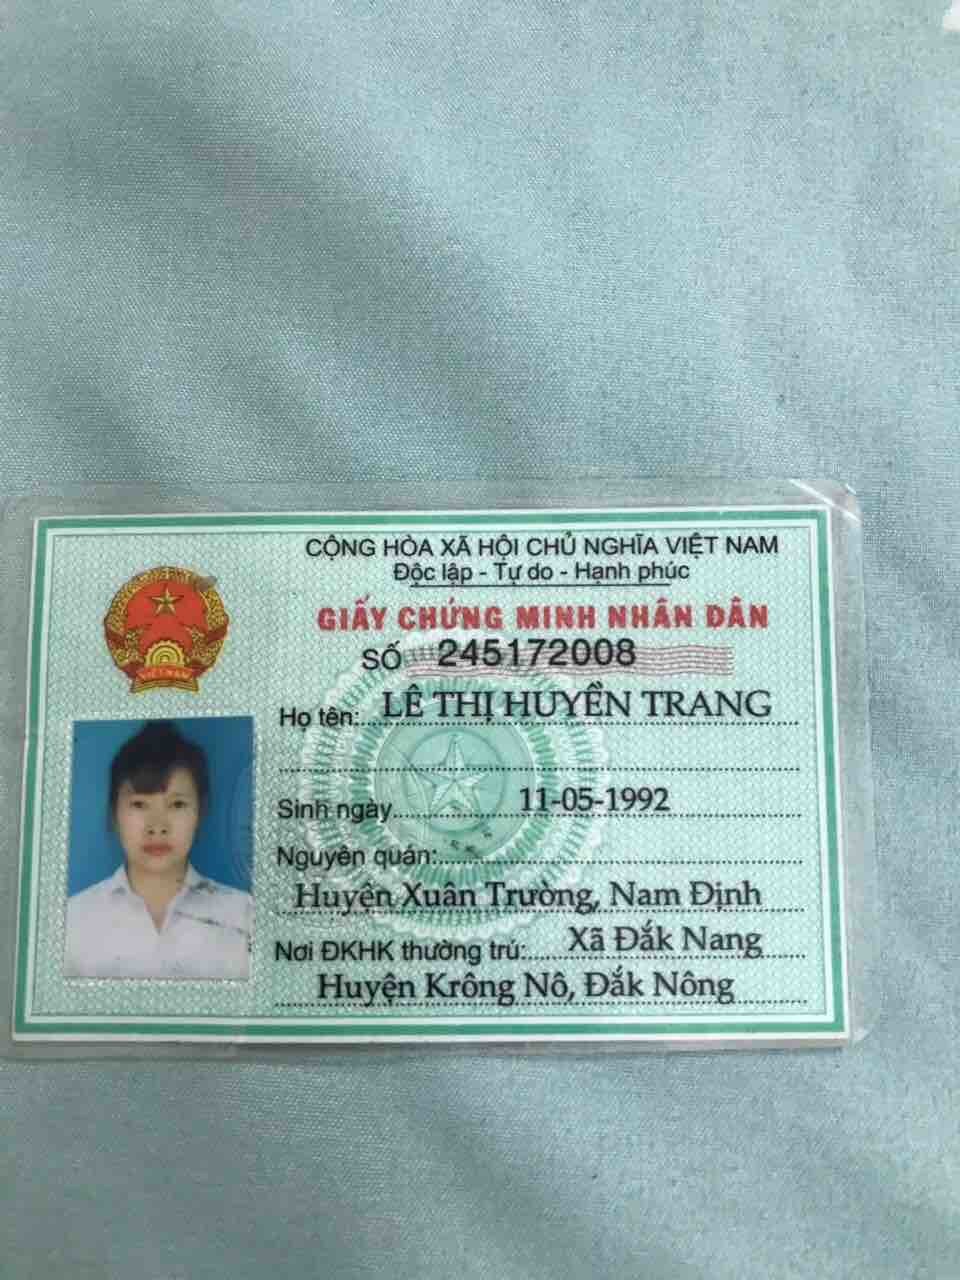 CỘNG HÒA XÃ HỘI CHỦ NGHĨA VIỆT NAM
Độc lập - Tự do - Hạnh phúc
GIẤY CHỨNG MINH NHÂN DÂN
SỐ 245172008
Họ tên: LÊ THỊ HUYỀN TRANG
Sinh ngày 11-05-1992
Nguyên quán:
Huyện Xuân Trường, Nam Định
Nơi ĐKHK thường trú: Xã Đắk Nang
Huyện Krông Nô, Đắk Nông
VIỆT NAM